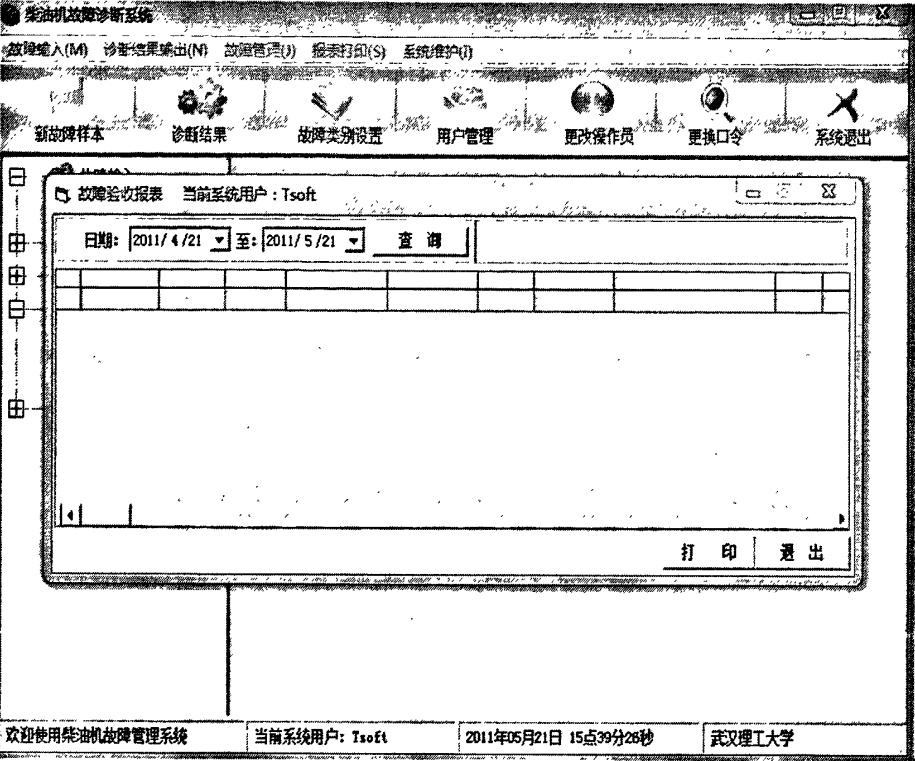 柴油机故障诊断系统
故障输入(M) 诊断结果输出(N) 故障管理(J) 报表打印(S) 系统维护(I)
新故障样本 诊断结果 故障类别设置 用户管理 更改操作员 更换口令 系统退出
故障验收报表 当前系统用户：Tsoft
日期: 2011/ 4 /21 至: 2011/ 5 /21 查 询
打 印 退 出
欢迎使用柴油机故障管理系统 当前系统用户: Tsoft 2011年05月21日 15点39分26秒 武汉理工大学